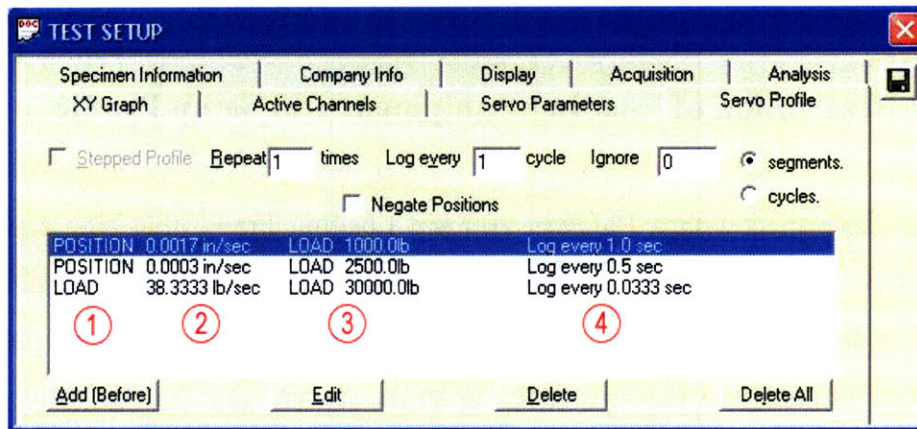 TEST SETUP
Specimen Information Company Info Display Acquisition Analysis
XY Graph Active Channels Servo Parameters Servo Profile
Stepped Profile Repeat 1 times Log every 1 cycle Ignore 0 segments.
cycles.
Negate Positions
POSITION 0.0017 in/sec LOAD 1000.0lb Log every 1.0 sec
POSITION 0.0003 in/sec LOAD 2500.0lb Log every 0.5 sec
LOAD 38.3333 lb/sec LOAD 30000.0lb Log every 0.0333 sec
1 2 3 4
Add (Before) Edit Delete Delete All